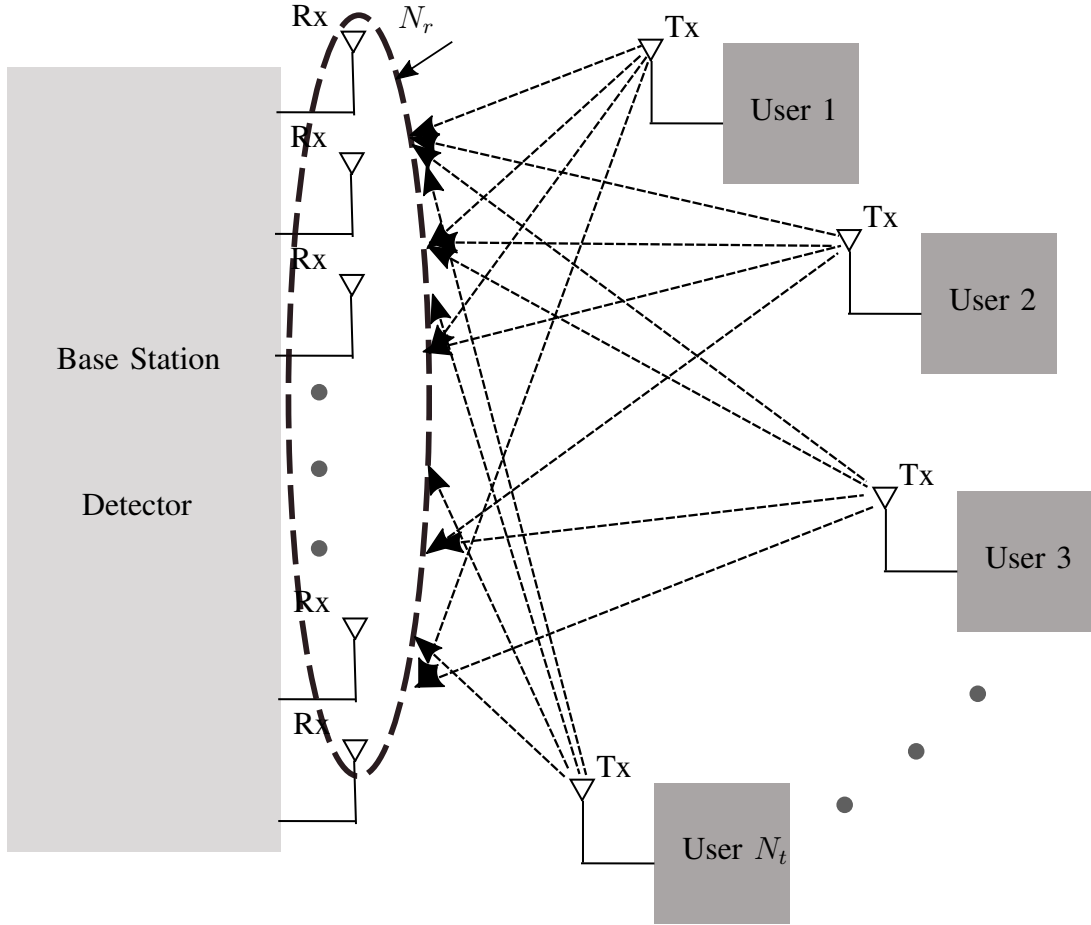 Rx
N_r
Tx
User 1
Rx
Tx
Rx
User 2
Base Station
Tx
Detector
User 3
Rx
Rx
Tx
User N_t